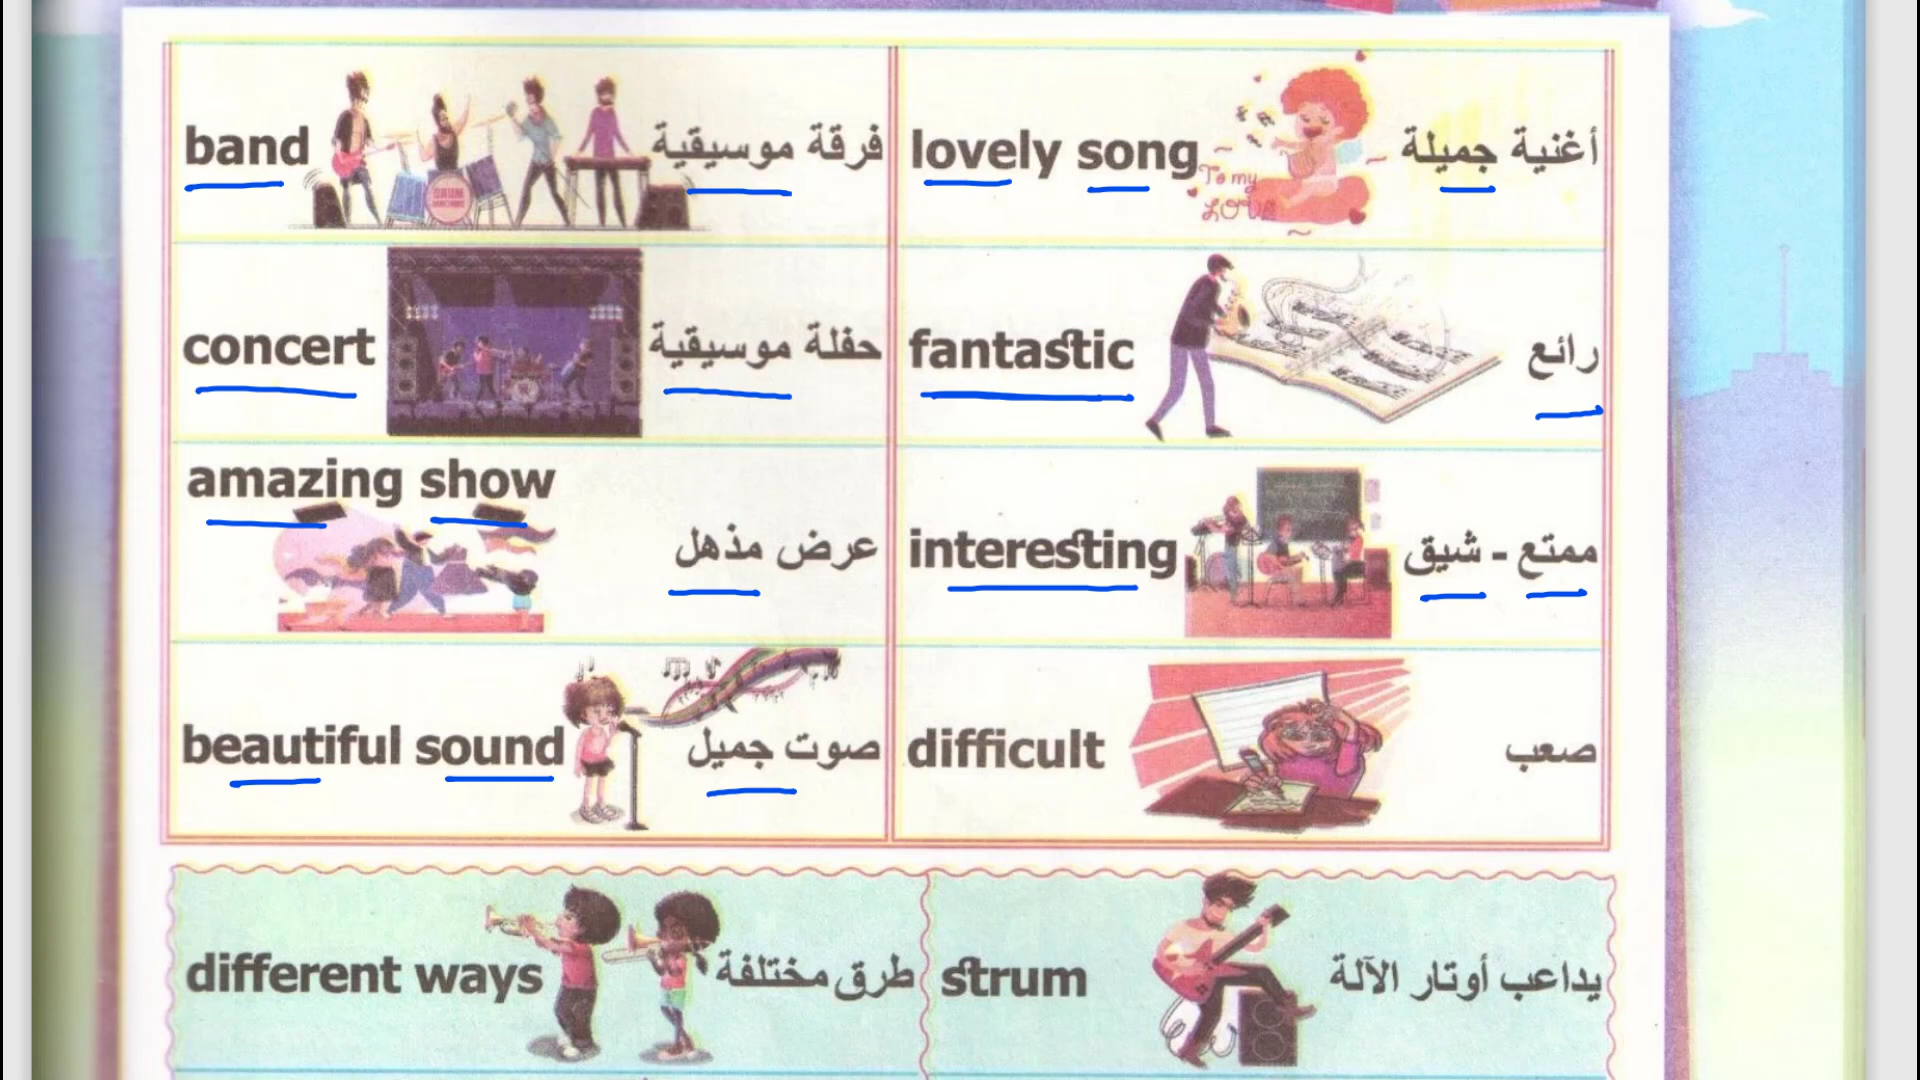 band فرقة موسيقية
lovely song أغنية جميلة
To my
LOVE
concert حفلة موسيقية
fantastic رائع
amazing show
عرض مذهل
interesting ممتع - شيق
beautiful sound صوت جميل
difficult صعب
different ways طرق مختلفة
strum يداعب أوتار الآلة